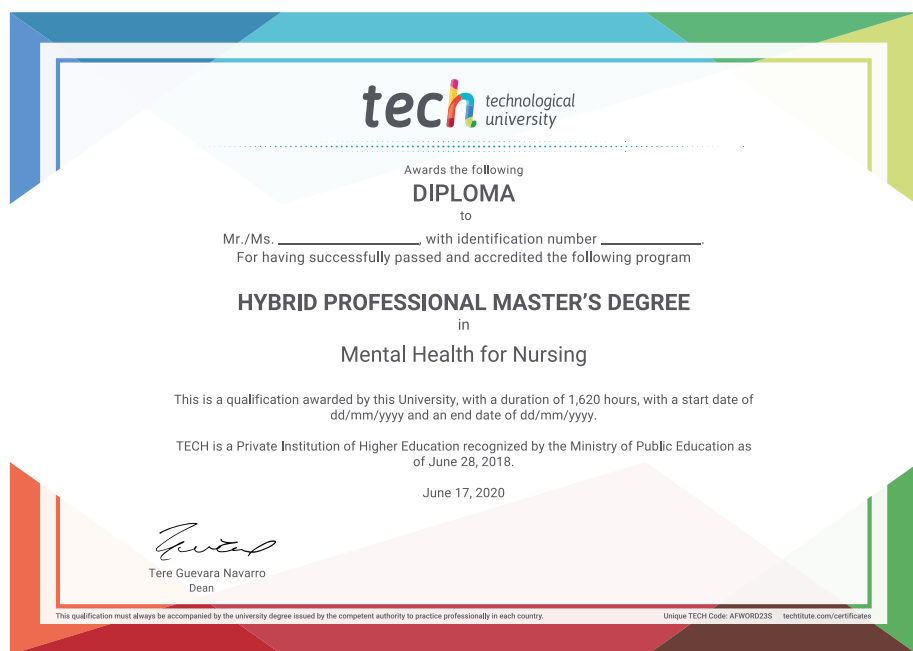 tech technological
university
Awards the following
DIPLOMA
to
Mr./Ms. ____________________, with identification number ______________.
For having successfully passed and accredited the following program
HYBRID PROFESSIONAL MASTER'S DEGREE
in
Mental Health for Nursing
This is a qualification awarded by this University, with a duration of 1,620 hours, with a start date of
dd/mm/yyyy and an end date of dd/mm/yyyy.
TECH is a Private Institution of Higher Education recognized by the Ministry of Public Education as
of June 28, 2018.
June 17, 2020
Tere Guevara Navarro
Dean
This qualification must always be accompanied by the university degree issued by the competent authority to practice professionally in each country.
Unique TECH Code: AFWORD23S techtitute.com/certificates